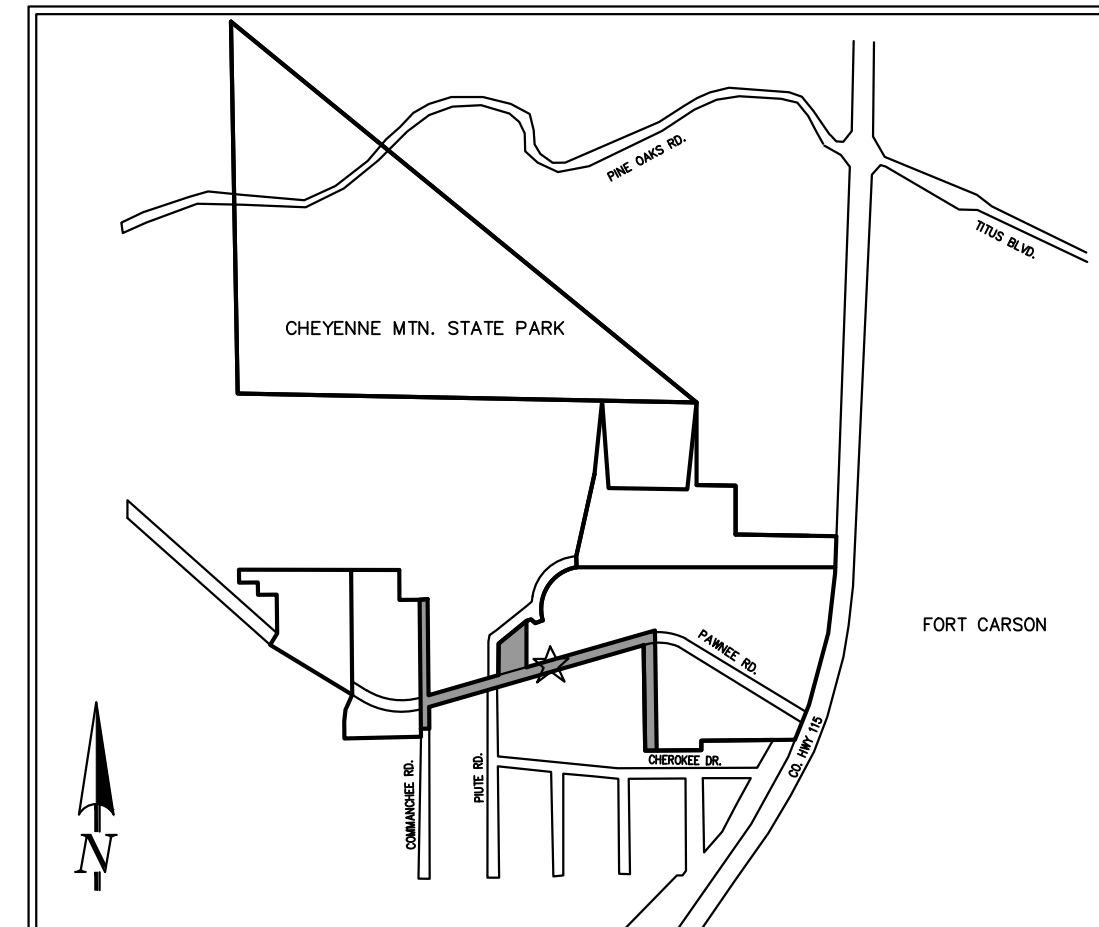 PINE OAKS RD.
TITUS BLVD.
CHEYENNE MTN. STATE PARK
FORT CARSON
PAWNEE RD.
CO. HWY 115
CHEROKEE DR.
PIUTE RD.
COMMANCHEE RD.
N